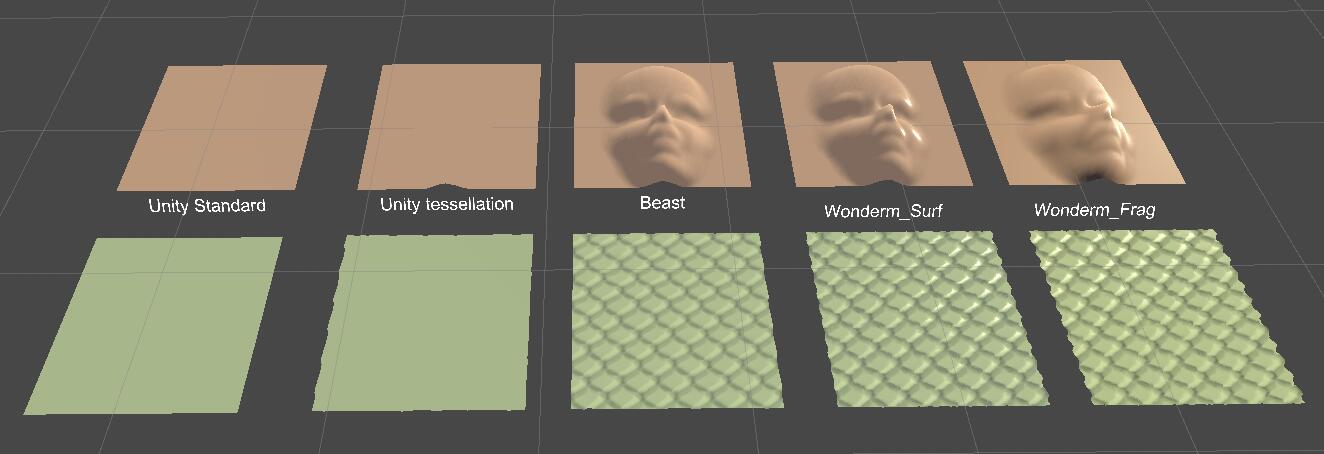 Unity Standard
Unity tessellation
Beast
Wonderm_Surf
Wonderm_Frag